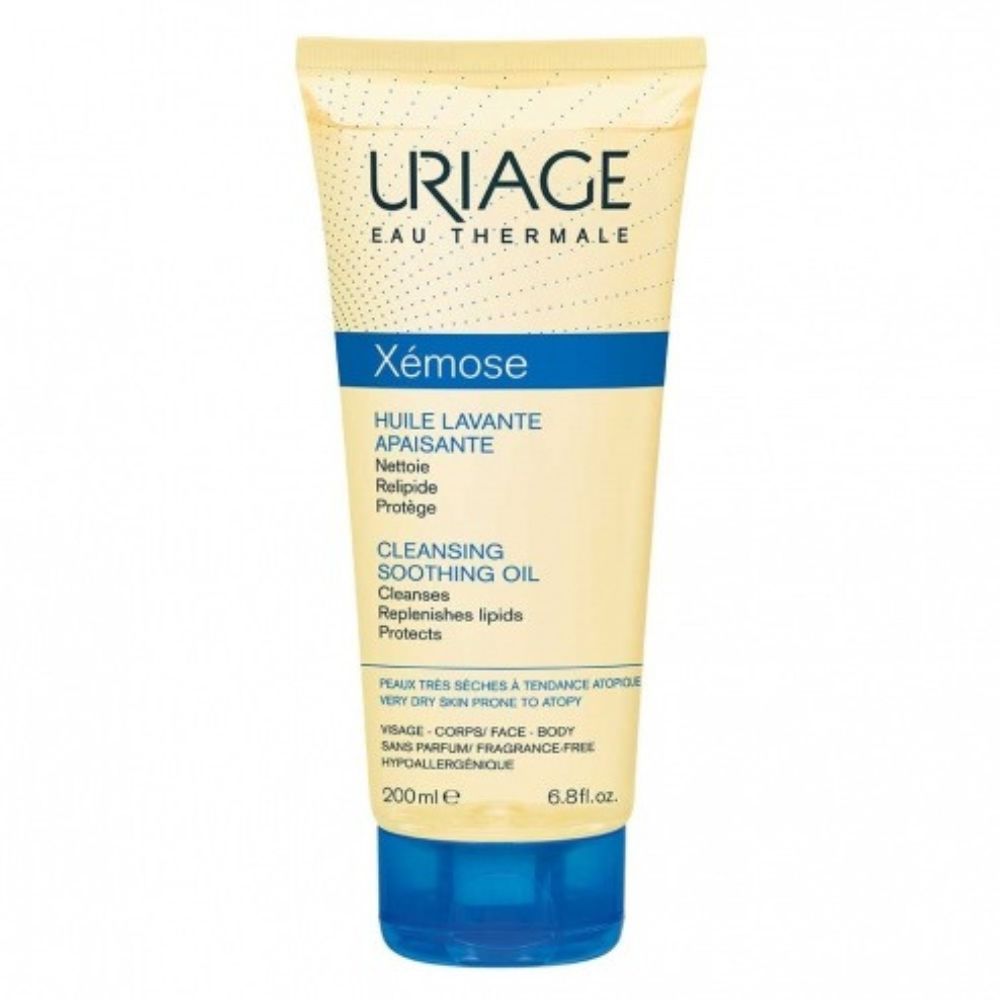 URIAGE
EAU THERMALE
Xémose
HUILE LAVANTE
APAISANTE
Nettoie
Relipide
Protège
CLEANSING
SOOTHING OIL
Cleanses
Replenishes lipids
Protects
PEAUX TRÈS SÈCHES À TENDANCE ATOPIQUE
VERY DRY SKIN PRONE TO ATOPY
VISAGE - CORPS/ FACE - BODY
SANS PARFUM/ FRAGRANCE-FREE
HYPOALLERGÉNIQUE
200ml ℮ 6.8fl.oz.